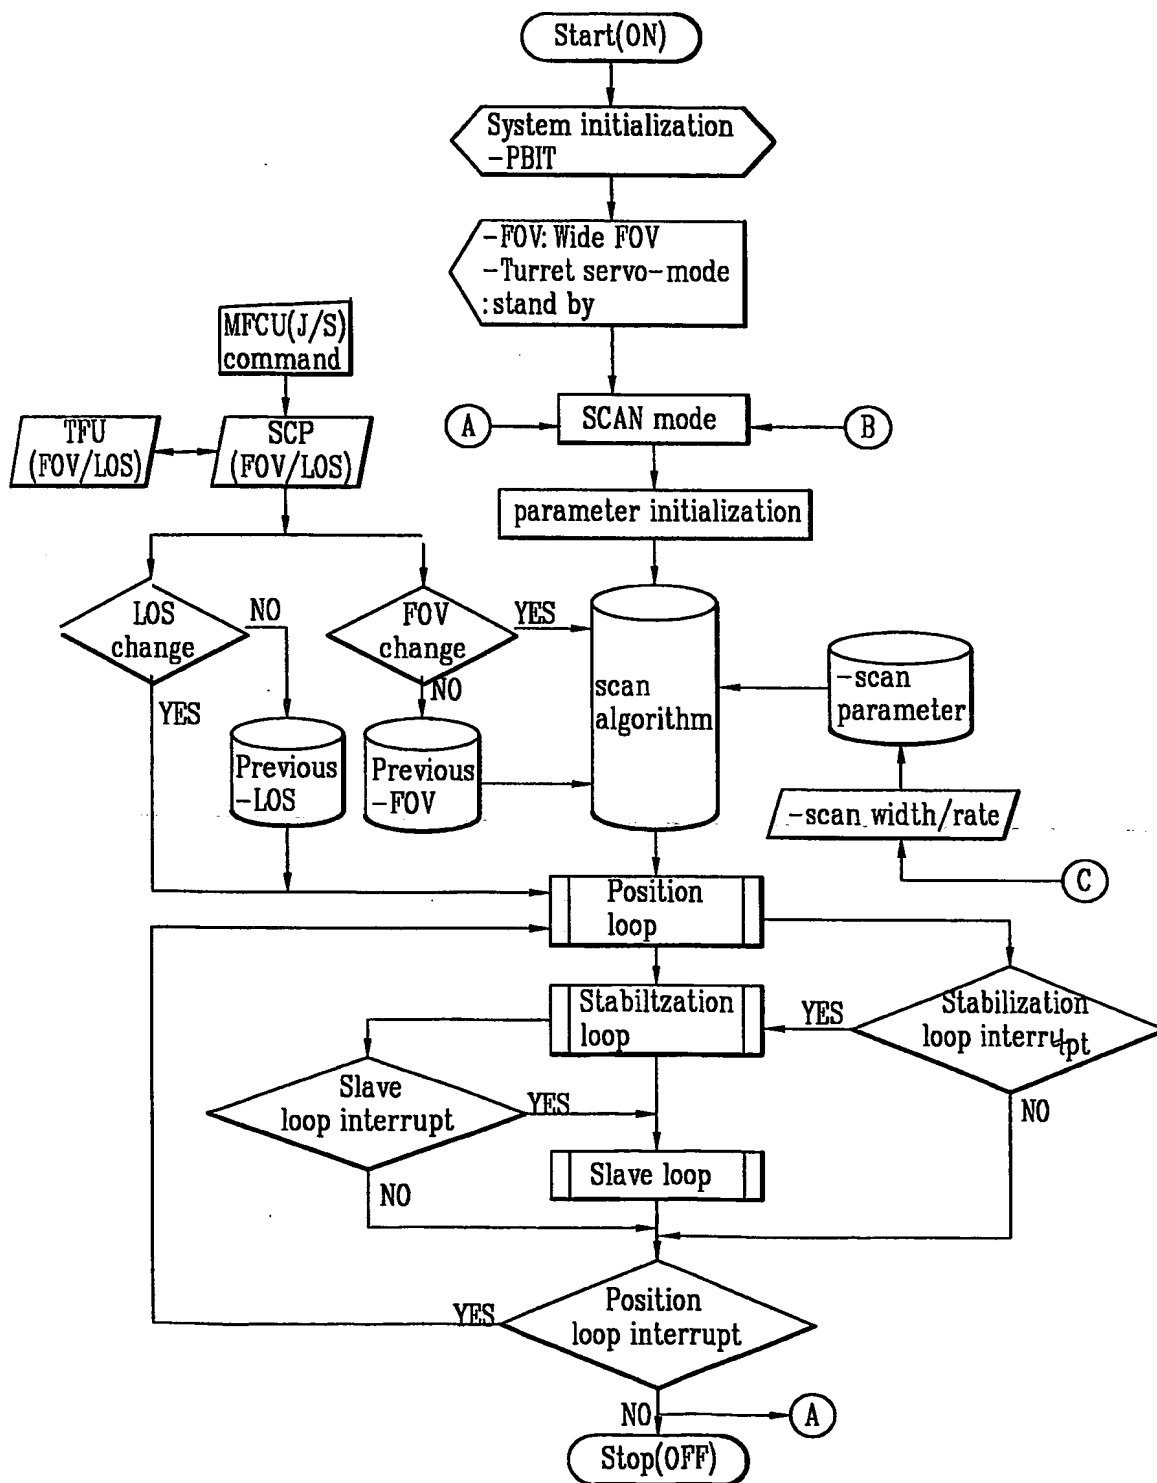 Start(ON)
System initialization
-PBIT
-FOV: Wide FOV
-Turret servo-mode
:stand by
MFCU(J/S)
command
TFU
(FOV/LOS)
SCP
(FOV/LOS)
A
SCAN mode
B
parameter initialization
LOS
change
NO
YES
FOV
change
YES
NO
scan
algorithm
-scan
parameter
Previous
-LOS
Previous
-FOV
-scan width/rate
C
Position
loop
Stabiltzation
loop
YES
Stabilization
loop interrupt
NO
Slave
loop interrupt
YES
NO
Slave loop
Position
loop interrupt
YES
NO
A
Stop(OFF)